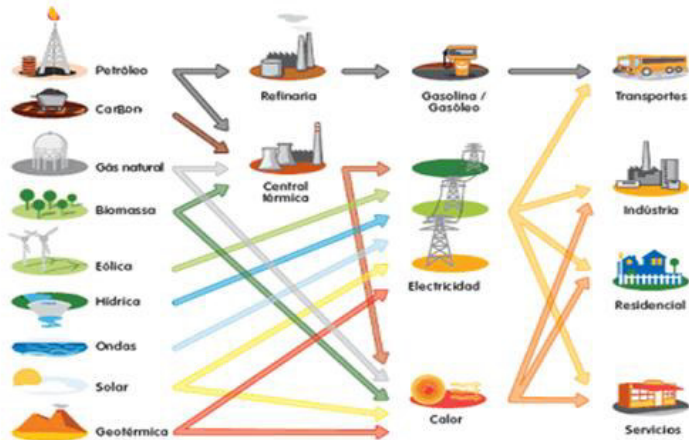 Petróleo
Carbon
Gás natural
Biomassa
Eólica
Hídrica
Ondas
Solar
Geotérmica
Refinaria
Central
térmica
Gasolina /
Gasóleo
Electricidad
Calor
Transportes
Indústria
Residencial
Servicios